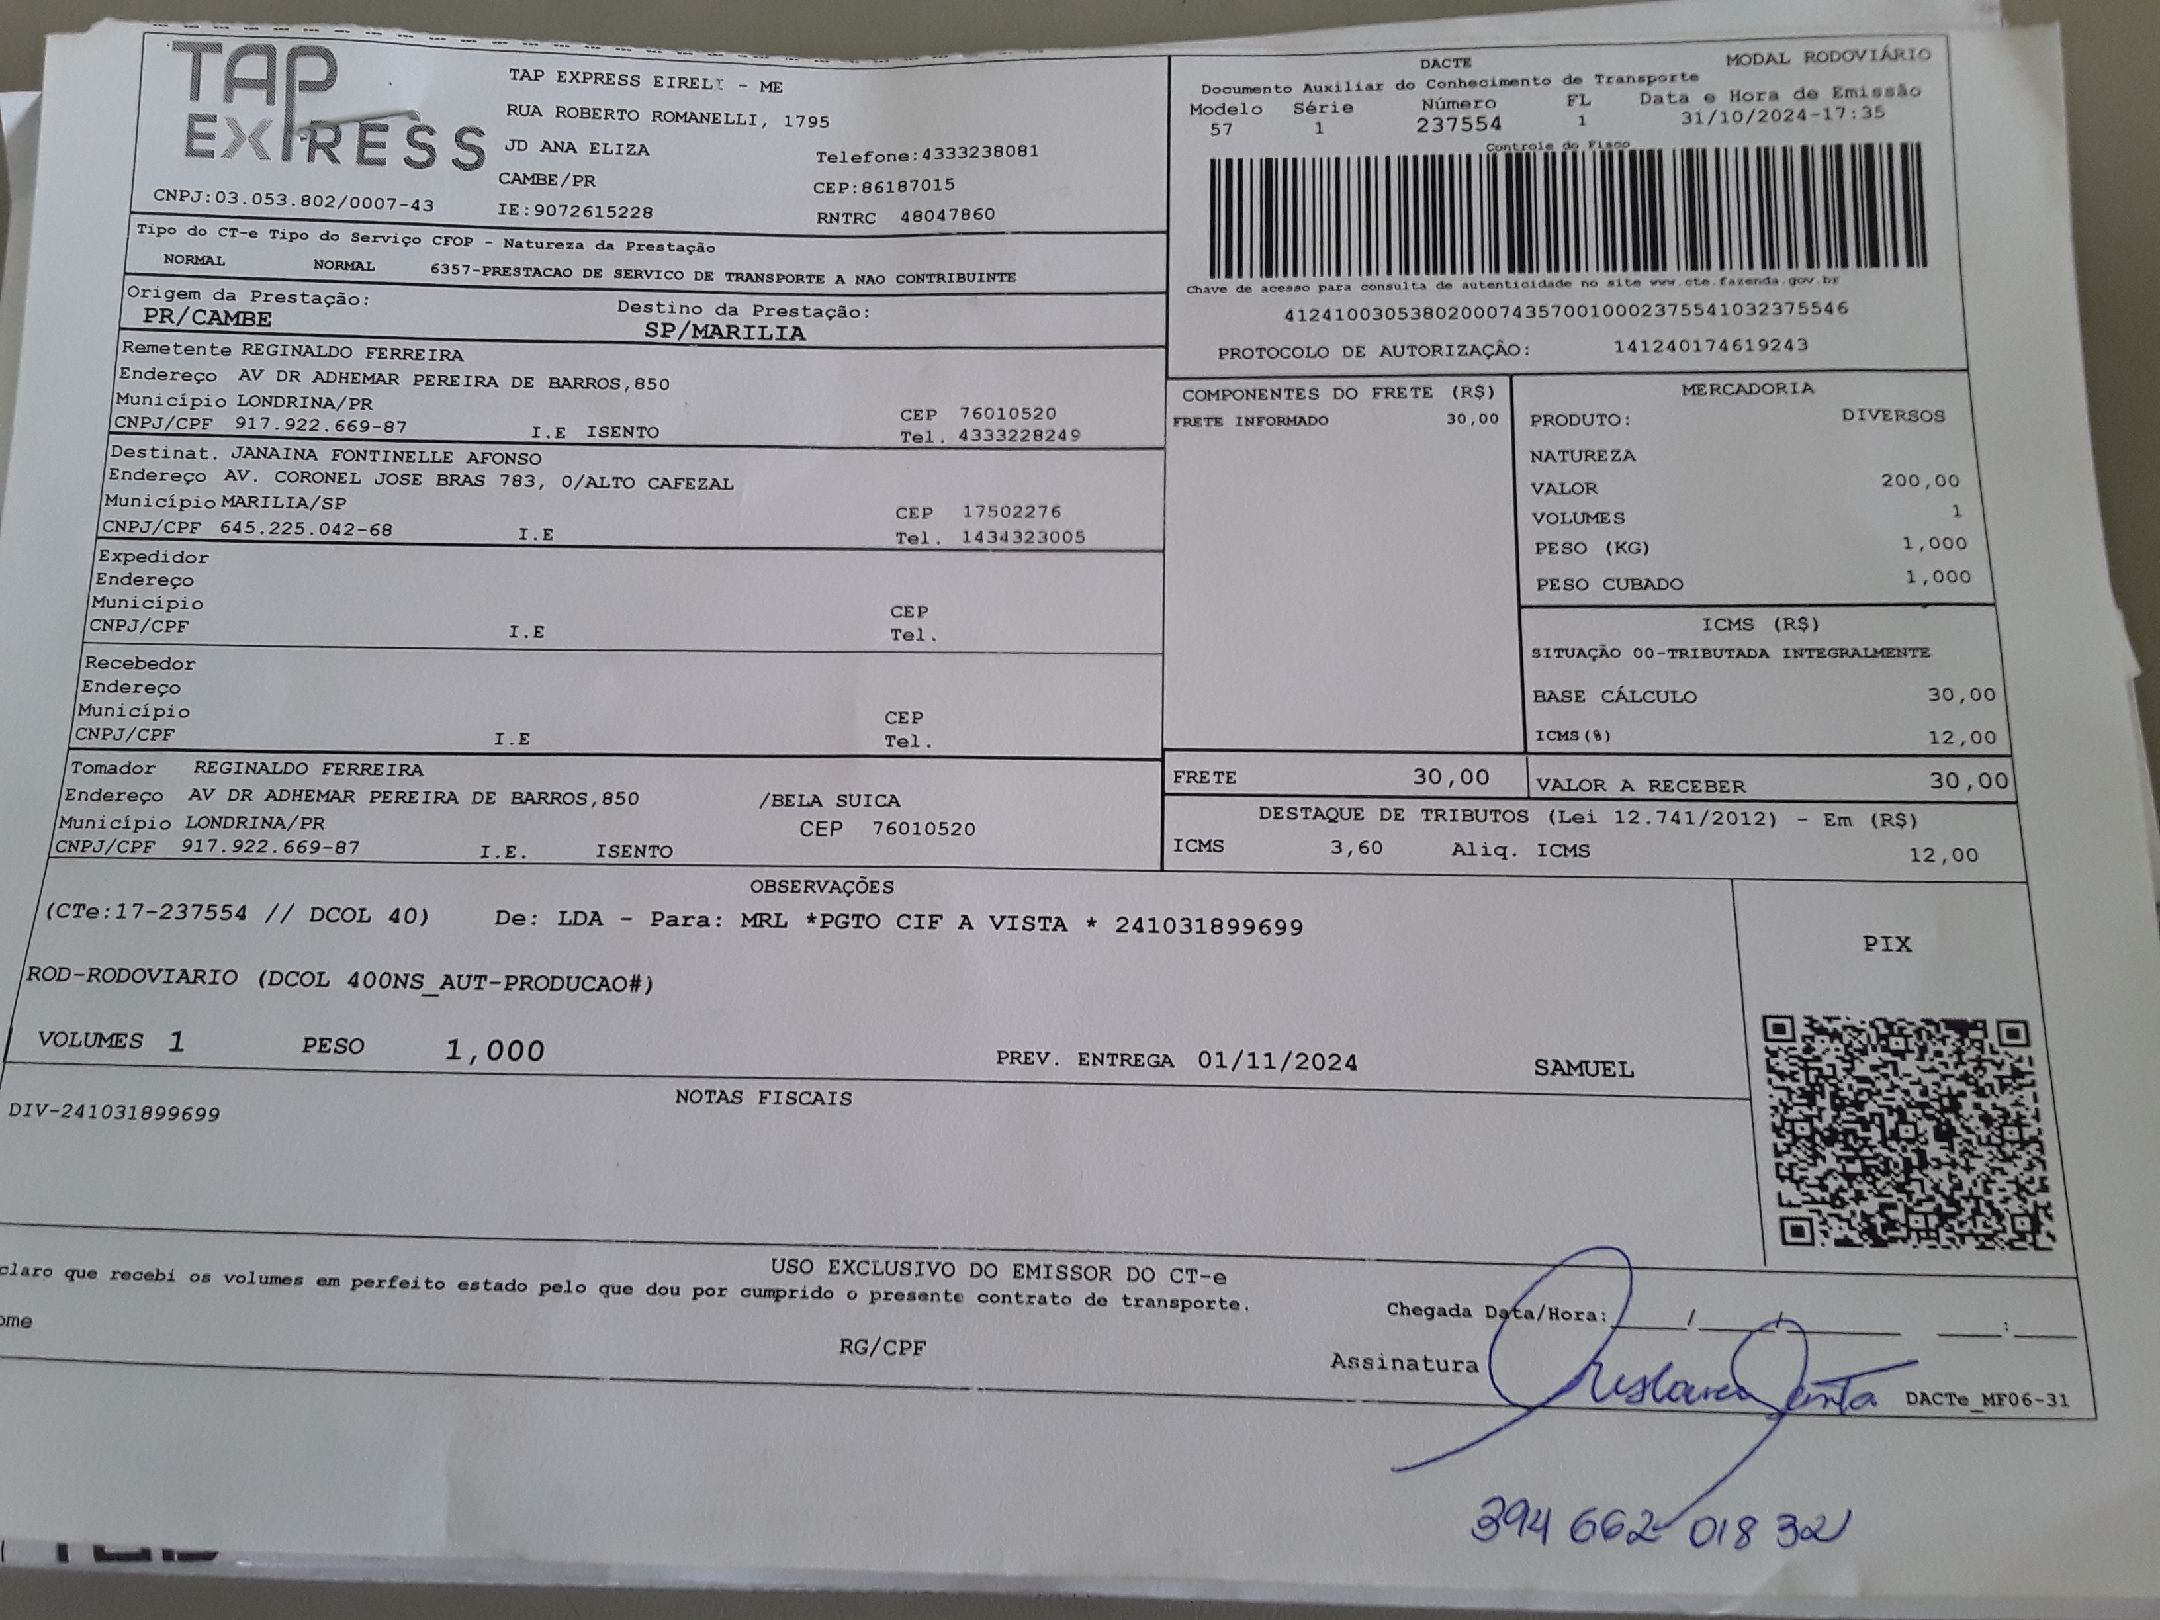 TAP
EXPRESS
TAP EXPRESS EIRELI - ME
RUA ROBERTO ROMANELLI, 1795
JD ANA ELIZA
Telefone:4333238081
CAMBE/PR
CEP:86187015
CNPJ:03.053.802/0007-43
IE:9072615228
RNTRC 48047860
DACTE
MODAL RODOVIÁRIO
Documento Auxiliar do Conhecimento de Transporte
Modelo Série Número FL Data e Hora de Emissão
57 1 237554 1 31/10/2024-17:35
Controle do Fisco
Chave de acesso para consulta de autenticidade no site www.cte.fazenda.gov.br
41241003053802000743570010002375541032375546
PROTOCOLO DE AUTORIZAÇÃO: 141240174619243
Tipo do CT-e Tipo do Serviço CFOP - Natureza da Prestação
NORMAL NORMAL 6357-PRESTACAO DE SERVICO DE TRANSPORTE A NAO CONTRIBUINTE
Origem da Prestação: Destino da Prestação:
PR/CAMBE SP/MARILIA
Remetente REGINALDO FERREIRA
Endereço AV DR ADHEMAR PEREIRA DE BARROS,850
Município LONDRINA/PR CEP 76010520
CNPJ/CPF 917.922.669-87 I.E ISENTO Tel. 4333228249
Destinat. JANAINA FONTINELLE AFONSO
Endereço AV. CORONEL JOSE BRAS 783, 0/ALTO CAFEZAL
Município MARILIA/SP CEP 17502276
CNPJ/CPF 645.225.042-68 I.E Tel. 1434323005
Expedidor
Endereço
Município CEP
CNPJ/CPF I.E Tel.
Recebedor
Endereço
Município CEP
CNPJ/CPF I.E Tel.
Tomador REGINALDO FERREIRA
Endereço AV DR ADHEMAR PEREIRA DE BARROS,850 /BELA SUICA
Município LONDRINA/PR CEP 76010520
CNPJ/CPF 917.922.669-87 I.E. ISENTO
COMPONENTES DO FRETE (R$)
FRETE INFORMADO 30,00
MERCADORIA
PRODUTO: DIVERSOS
NATUREZA
VALOR 200,00
VOLUMES 1
PESO (KG) 1,000
PESO CUBADO 1,000
ICMS (R$)
SITUAÇÃO 00-TRIBUTADA INTEGRALMENTE
BASE CÁLCULO 30,00
ICMS(%) 12,00
FRETE 30,00 VALOR A RECEBER 30,00
DESTAQUE DE TRIBUTOS (Lei 12.741/2012) - Em (R$)
ICMS 3,60 Aliq. ICMS 12,00
OBSERVAÇÕES
(CTe:17-237554 // DCOL 40) De: LDA - Para: MRL *PGTO CIF A VISTA * 241031899699
ROD-RODOVIARIO (DCOL 400NS_AUT-PRODUCAO#)
PIX
VOLUMES 1 PESO 1,000 PREV. ENTREGA 01/11/2024 SAMUEL
NOTAS FISCAIS
DIV-241031899699
USO EXCLUSIVO DO EMISSOR DO CT-e
claro que recebi os volumes em perfeito estado pelo que dou por cumprido o presente contrato de transporte.
Chegada Data/Hora:____/____/______ ___:___
ome RG/CPF Assinatura
DACTe_MF06-31
394 662 018 32